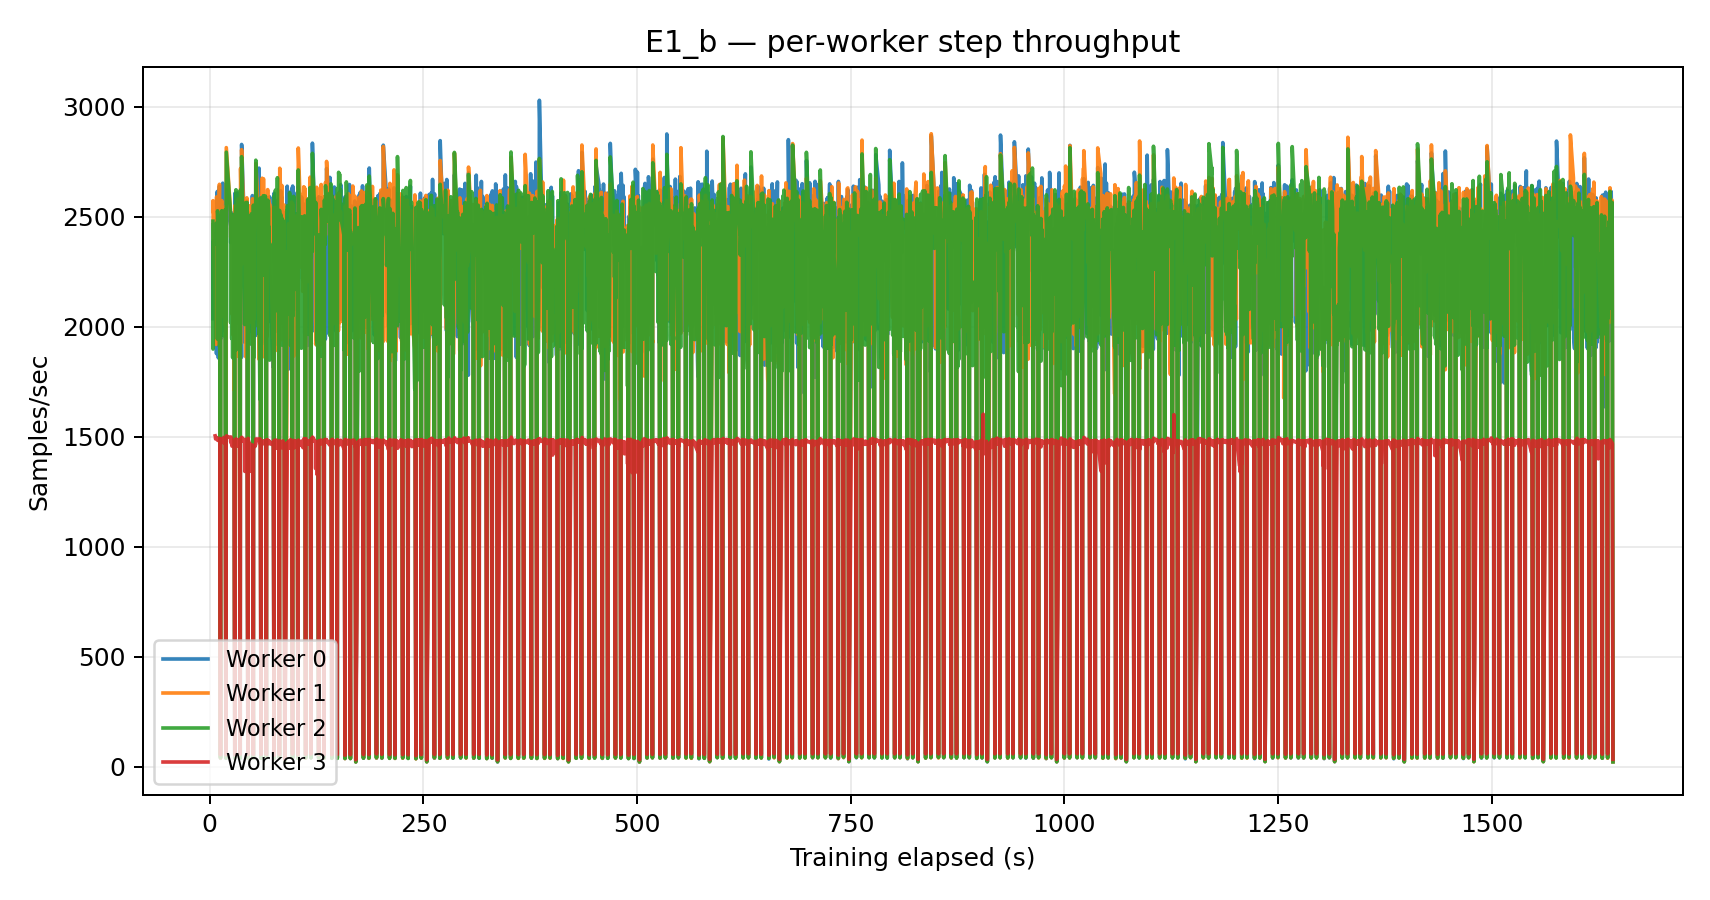 E1_b — per-worker step throughput
Samples/sec
3000
2500
2000
1500
1000
500
0
Worker 0
Worker 1
Worker 2
Worker 3
0 250 500 750 1000 1250 1500
Training elapsed (s)